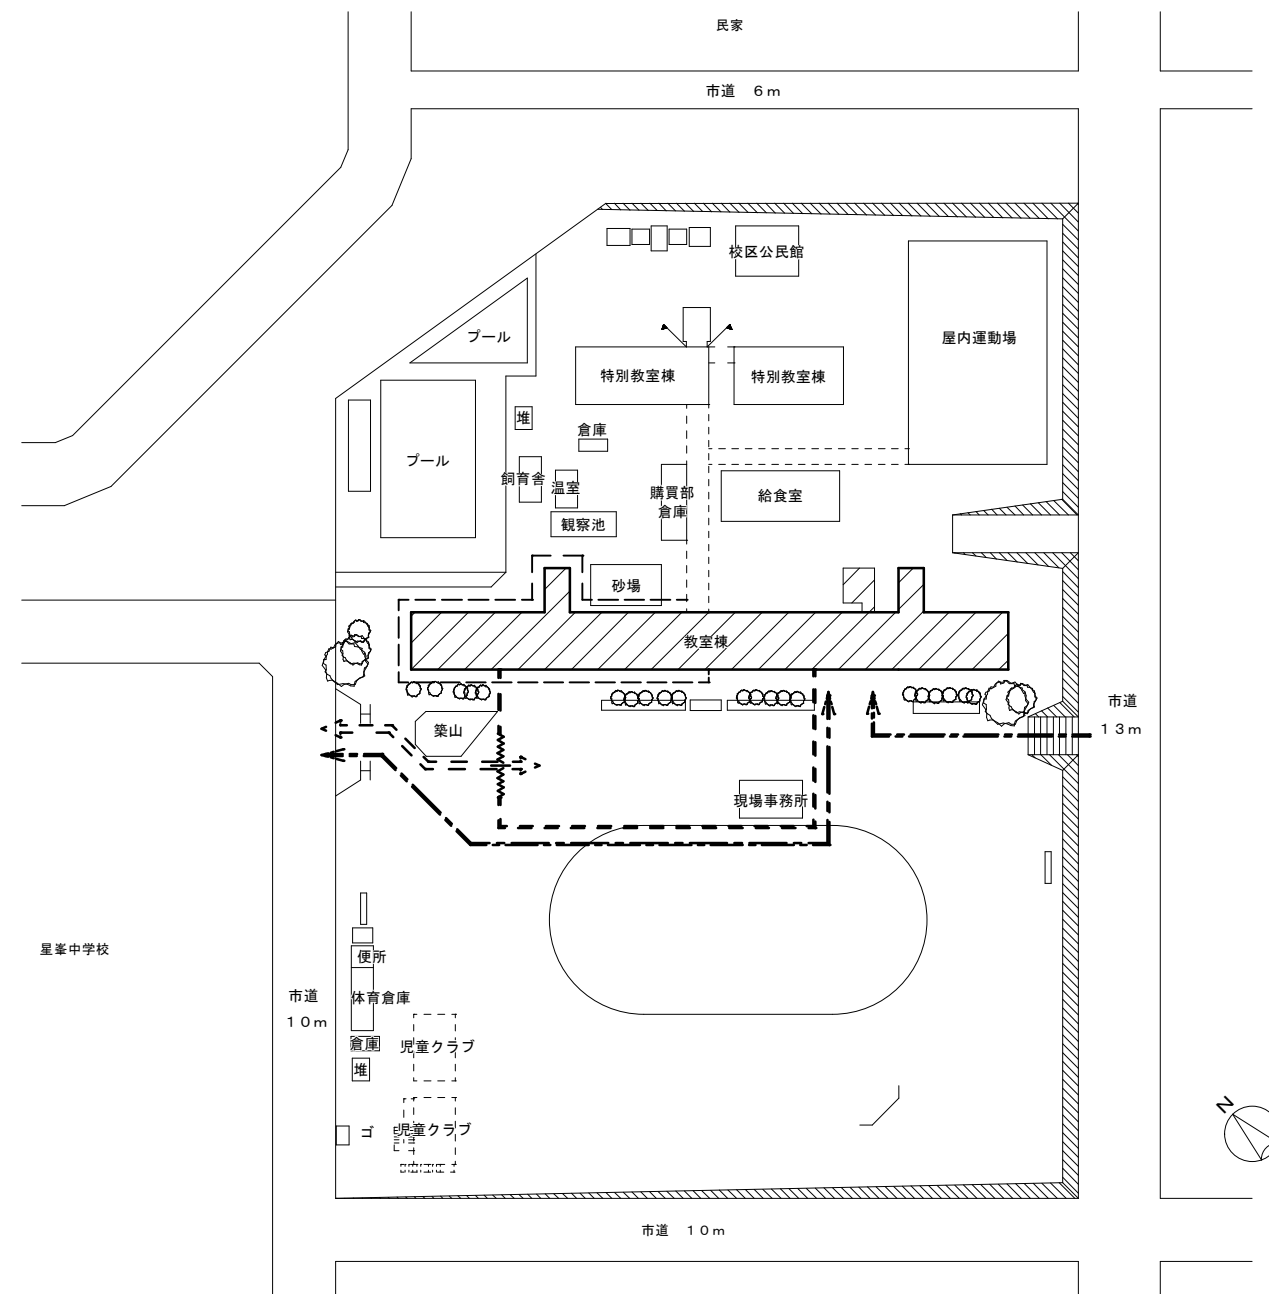 民家
市道　６ｍ
校区公民館
プール
屋内運動場
特別教室棟
特別教室棟
堆
倉庫
プール
飼育舎
温室
購買部
倉庫
給食室
観察池
砂場
教室棟
市道
１３ｍ
築山
現場事務所
星峯中学校
便所
市道
１０ｍ
体育倉庫
倉庫
児童クラブ
堆
ゴ
児童クラブ
N
市道　１０ｍ